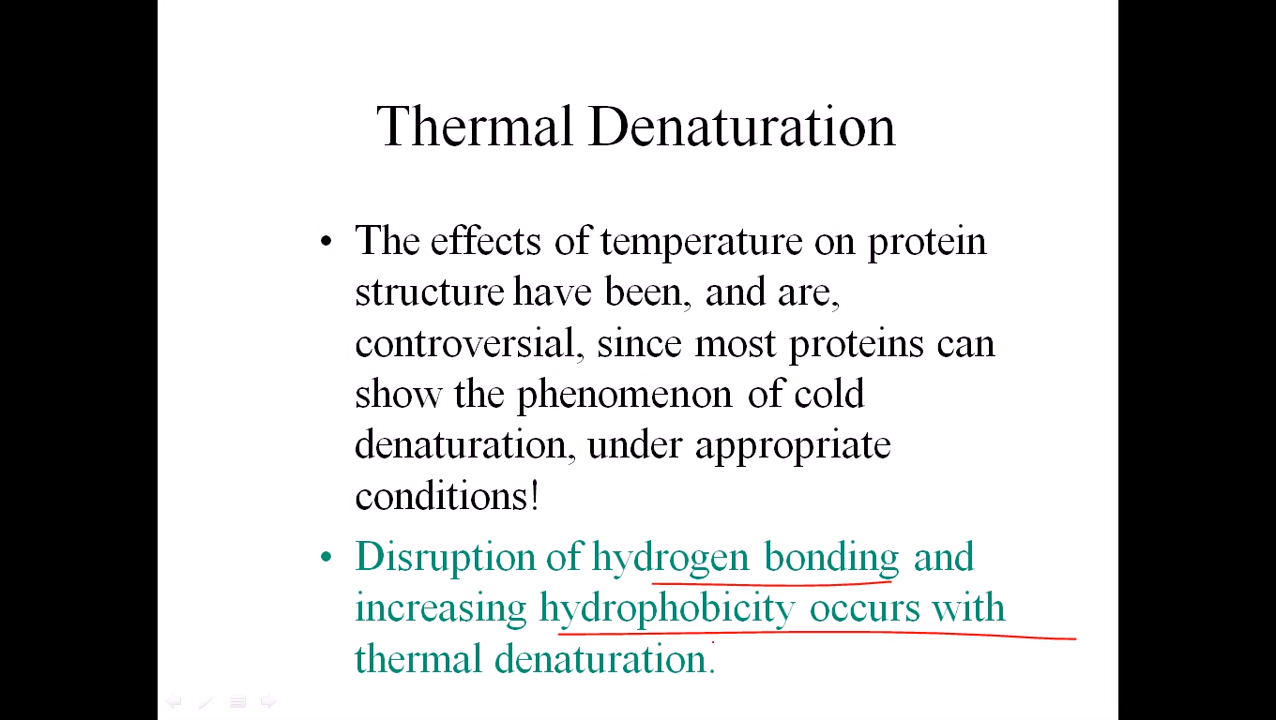 Thermal Denaturation
• The effects of temperature on protein
structure have been, and are,
controversial, since most proteins can
show the phenomenon of cold
denaturation, under appropriate
conditions!
• Disruption of hydrogen bonding and
increasing hydrophobicity occurs with
thermal denaturation.